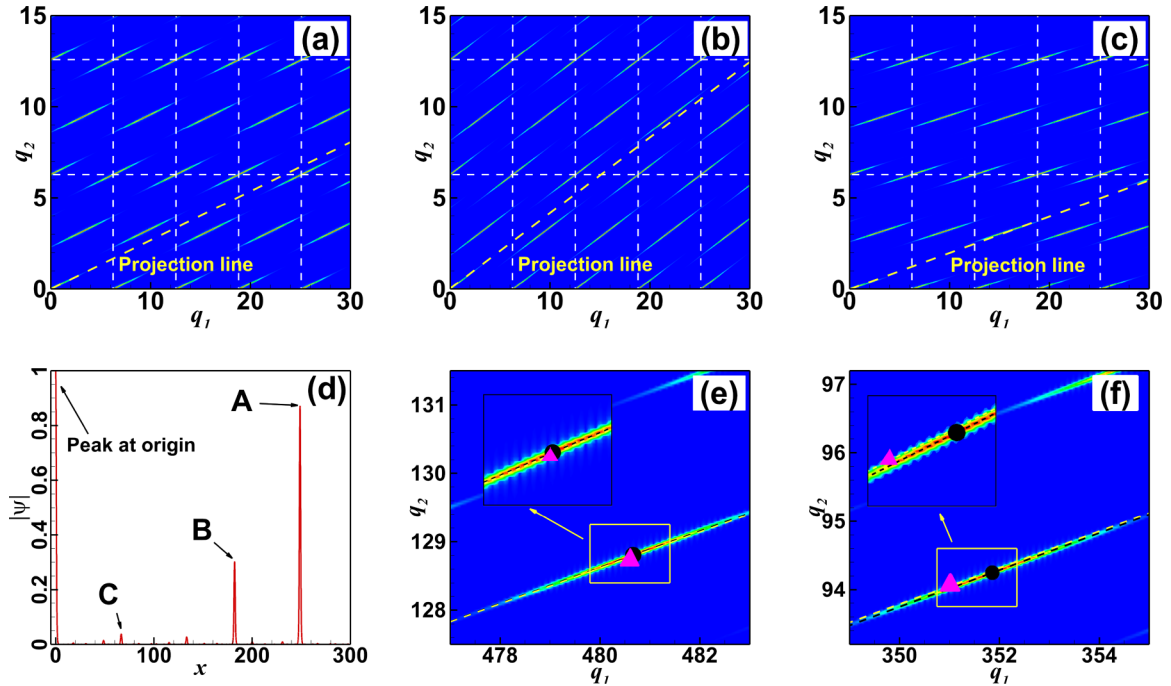 (a)
15
10
5
0
q₂
0
10
20
30
q₁
Projection line
(b)
15
10
5
0
q₂
0
10
20
30
q₁
Projection line
(c)
15
10
5
0
q₂
0
10
20
30
q₁
Projection line
(d)
1
0.8
0.6
0.4
0.2
0
|ψ|
A
Peak at origin
B
C
0
100
200
300
x
(e)
131
130
129
128
q₂
478
480
482
q₁
(f)
97
96
95
94
q₂
350
352
354
q₁